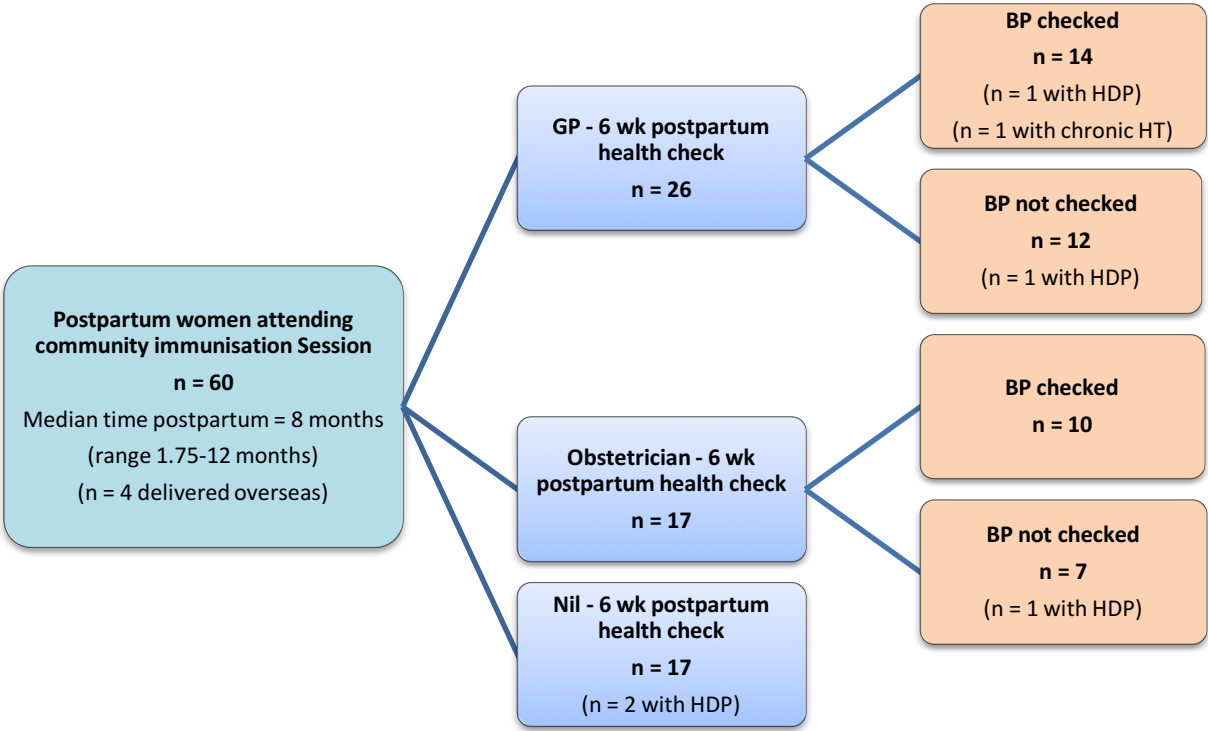 Postpartum women attending
community immunisation Session
n = 60
Median time postpartum = 8 months
(range 1.75-12 months)
(n = 4 delivered overseas)
GP - 6 wk postpartum
health check
n = 26
BP checked
n = 14
(n = 1 with HDP)
(n = 1 with chronic HT)
BP not checked
n = 12
(n = 1 with HDP)
Obstetrician - 6 wk
postpartum health check
n = 17
BP checked
n = 10
BP not checked
n = 7
(n = 1 with HDP)
Nil - 6 wk postpartum
health check
n = 17
(n = 2 with HDP)